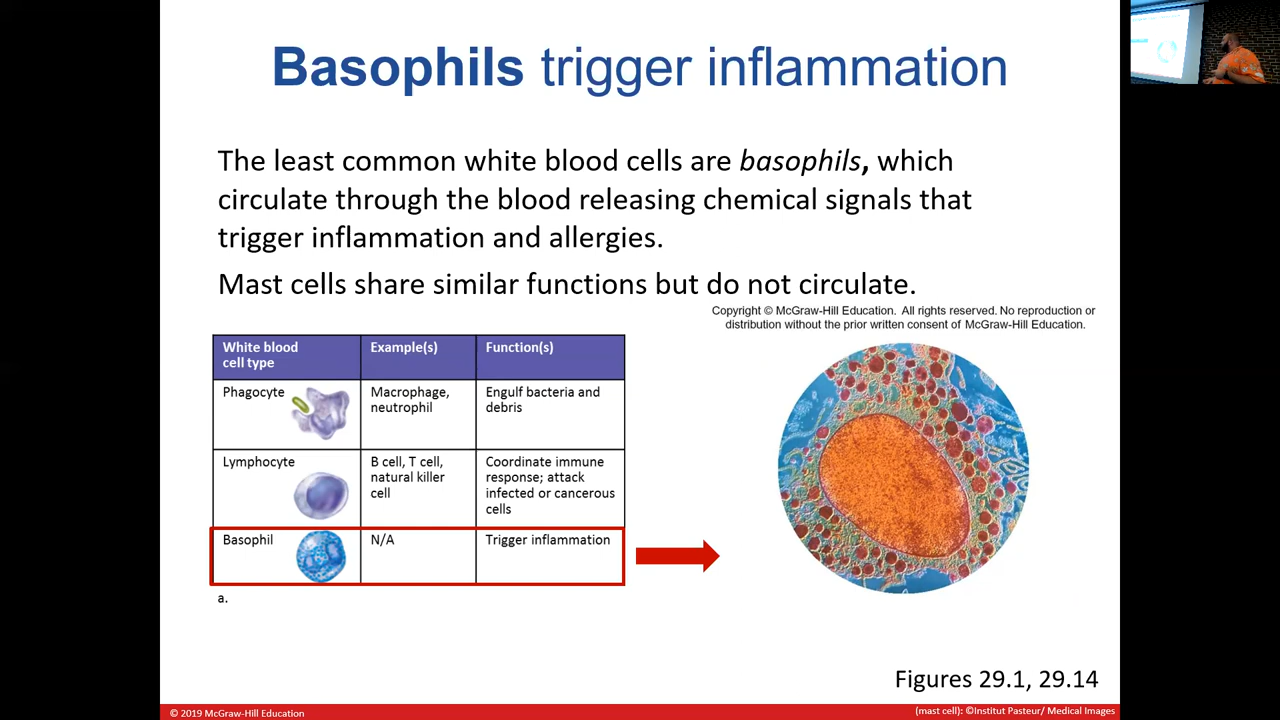 Basophils trigger inflammation
The least common white blood cells are basophils, which
circulate through the blood releasing chemical signals that
trigger inflammation and allergies.
Mast cells share similar functions but do not circulate.
Copyright © McGraw-Hill Education. All rights reserved. No reproduction or
distribution without the prior written consent of McGraw-Hill Education.
White blood
cell type
Example(s)
Function(s)
Phagocyte
Macrophage,
neutrophil
Engulf bacteria and
debris
Lymphocyte
B cell, T cell,
natural killer
cell
Coordinate immune
response; attack
infected or cancerous
cells
Basophil
N/A
Trigger inflammation
a.
Figures 29.1, 29.14
© 2019 McGraw-Hill Education
(mast cell): ©Institut Pasteur/ Medical Images